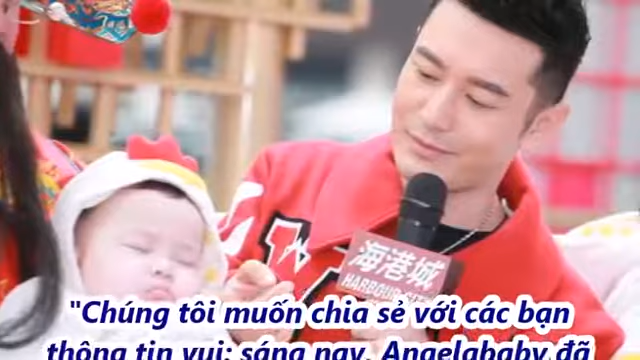 海港城
HARBOUR CITY
"Chúng tôi muốn chia sẻ với các bạn
thông tin vui: sáng nay, Angelababy đã